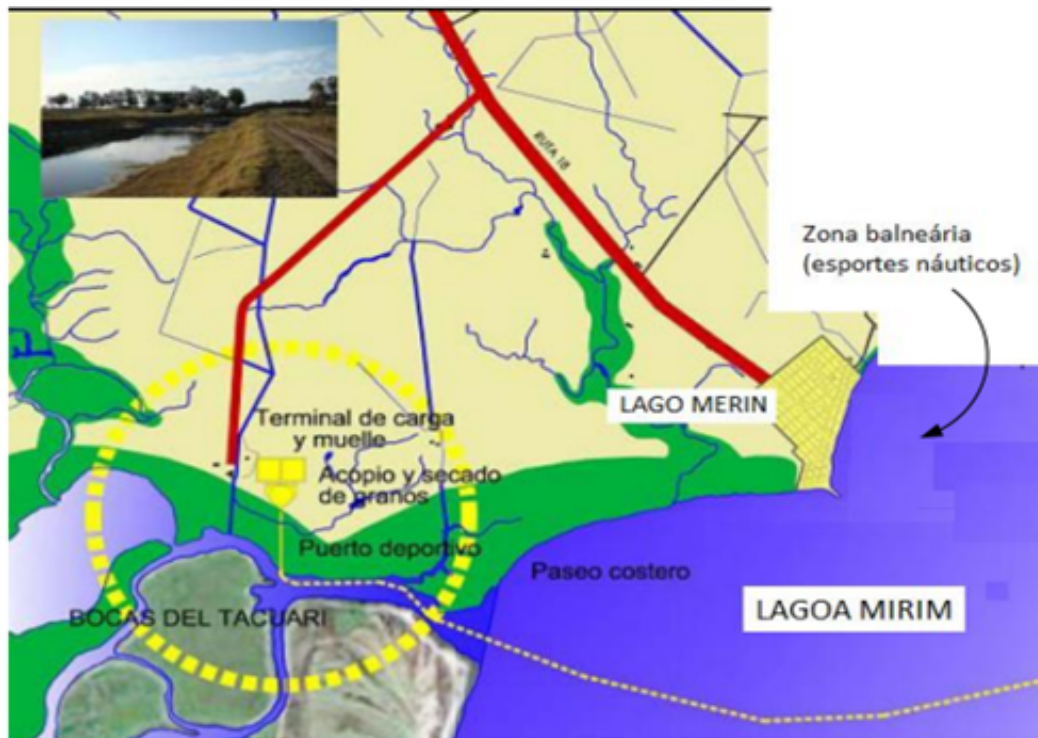 RUTA 18
Zona balneária
(esportes náuticos)
LAGO MERIN
Terminal de carga
y muelle
Acopio y secado
de granos
Puerto deportivo
Paseo costero
BOCAS DEL TACUARI
LAGOA MIRIM